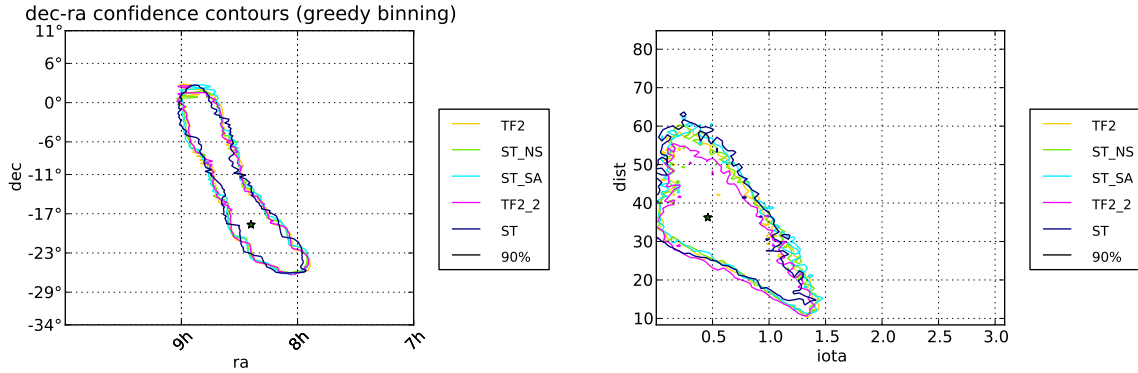 dec-ra confidence contours (greedy binning)
11°
6°
0°
-6°
-11°
-17°
-23°
-29°
-34°
dec
9h
8h
7h
ra
TF2
ST_NS
ST_SA
TF2_2
ST
90%
80
70
60
50
40
30
20
10
dist
0.5
1.0
1.5
2.0
2.5
3.0
iota
TF2
ST_NS
ST_SA
TF2_2
ST
90%